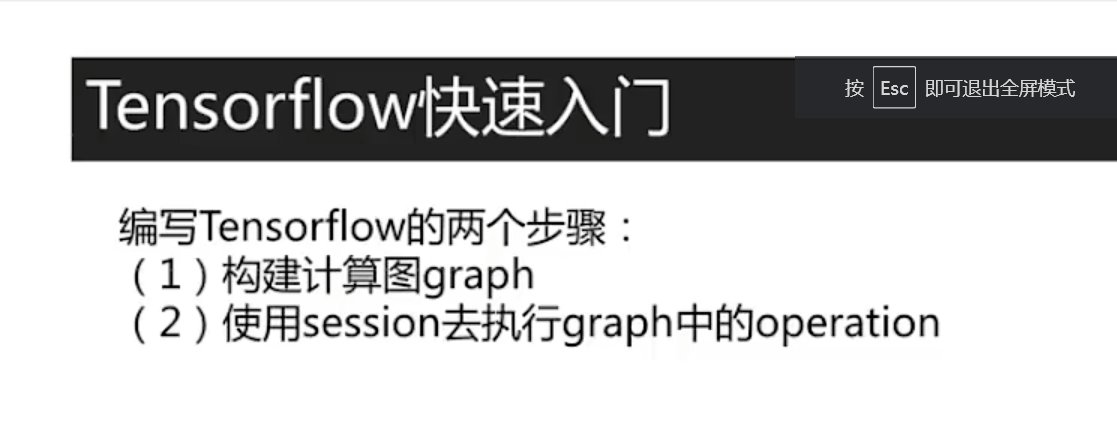 Tensorflow快速入门
按 Esc 即可退出全屏模式
编写Tensorflow的两个步骤：
（1）构建计算图graph
（2）使用session去执行graph中的operation